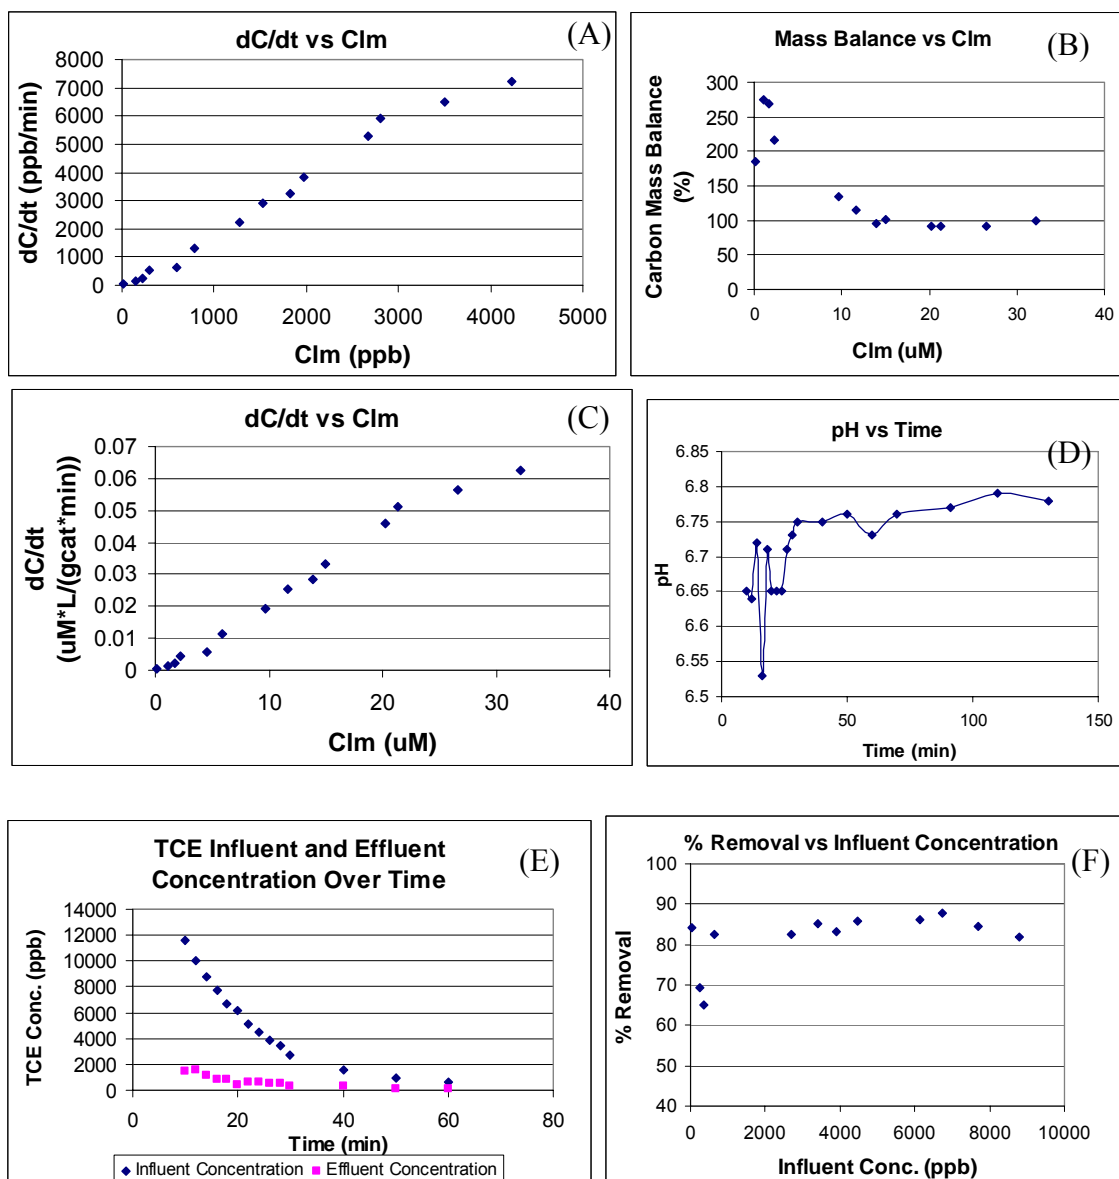 dC/dt vs Clm
(A)
8000
7000
6000
5000
4000
3000
2000
1000
0
dC/dt (ppb/min)
0 1000 2000 3000 4000 5000
Clm (ppb)
Mass Balance vs Clm
(B)
300
250
200
150
100
50
0
Carbon Mass Balance
(%)
0 10 20 30 40
Clm (uM)
dC/dt vs Clm
(C)
0.07
0.06
0.05
0.04
0.03
0.02
0.01
0
dC/dt
(uM*L/(gcat*min))
0 10 20 30 40
Clm (uM)
pH vs Time
(D)
6.85
6.8
6.75
6.7
6.65
6.6
6.55
6.5
pH
0 50 100 150
Time (min)
TCE Influent and Effluent
Concentration Over Time
(E)
14000
12000
10000
8000
6000
4000
2000
0
TCE Conc. (ppb)
0 20 40 60 80
Time (min)
Influent Concentration Effluent Concentration
% Removal vs Influent Concentration
(F)
100
90
80
70
60
50
40
% Removal
0 2000 4000 6000 8000 10000
Influent Conc. (ppb)